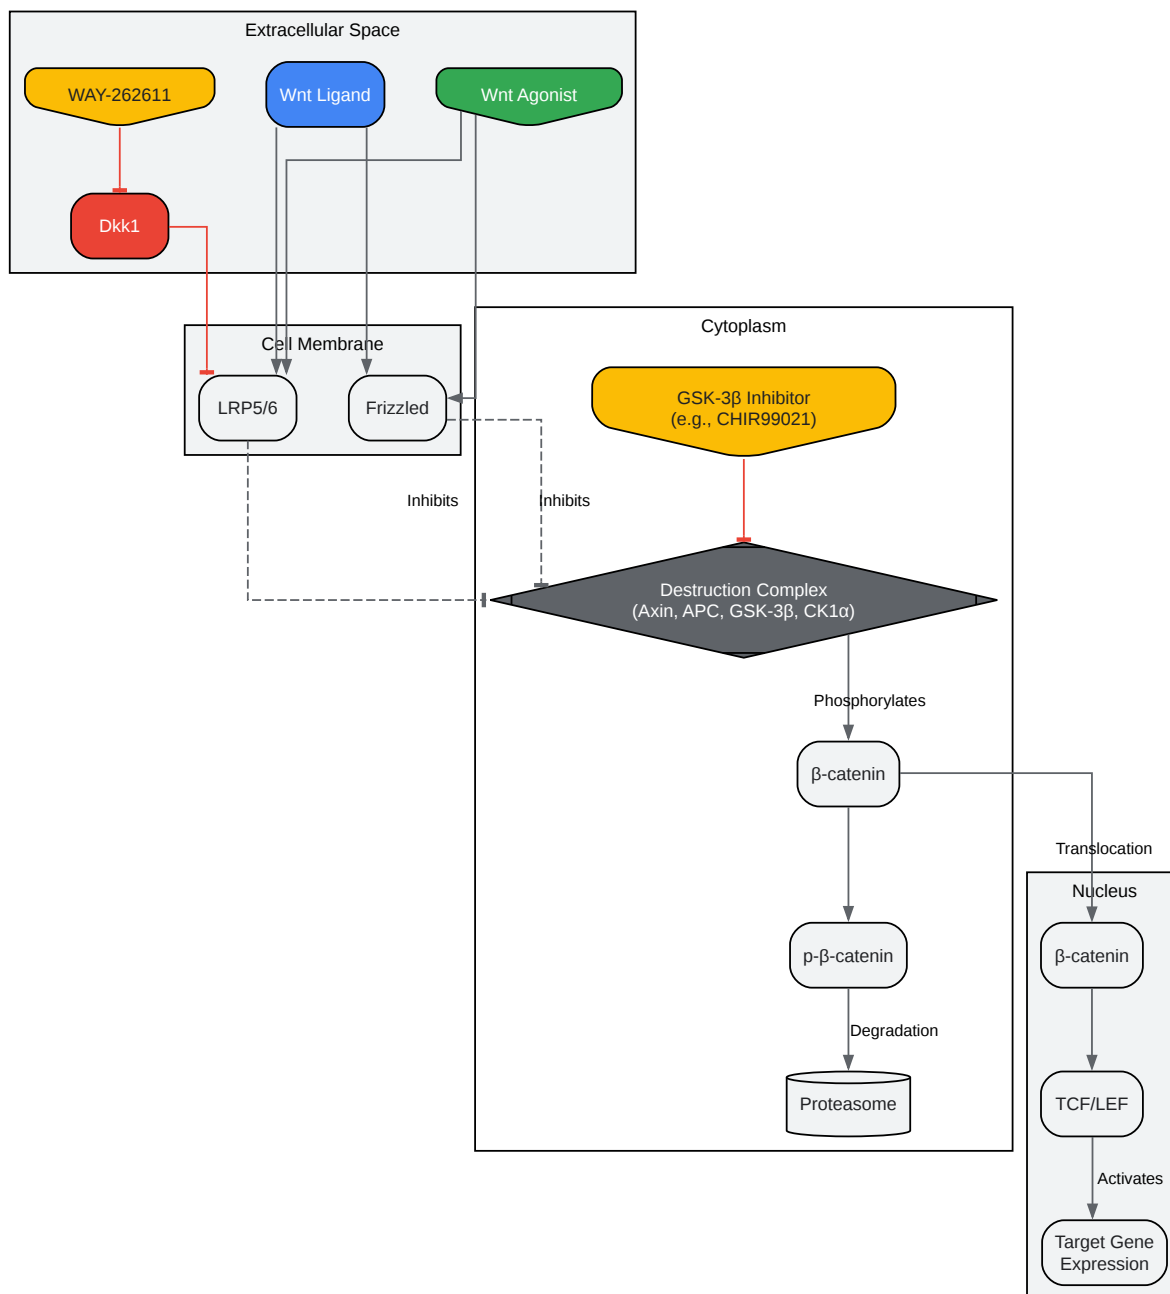 Extracellular Space
WAY-262611
Wnt Ligand
Wnt Agonist
Dkk1
Cell Membrane
LRP5/6
Frizzled
Cytoplasm
GSK-3β Inhibitor
(e.g., CHIR99021)
Inhibits
Inhibits
Destruction Complex
(Axin, APC, GSK-3β, CK1α)
Phosphorylates
β-catenin
Translocation
Nucleus
p-β-catenin
β-catenin
Degradation
Proteasome
TCF/LEF
Activates
Target Gene
Expression